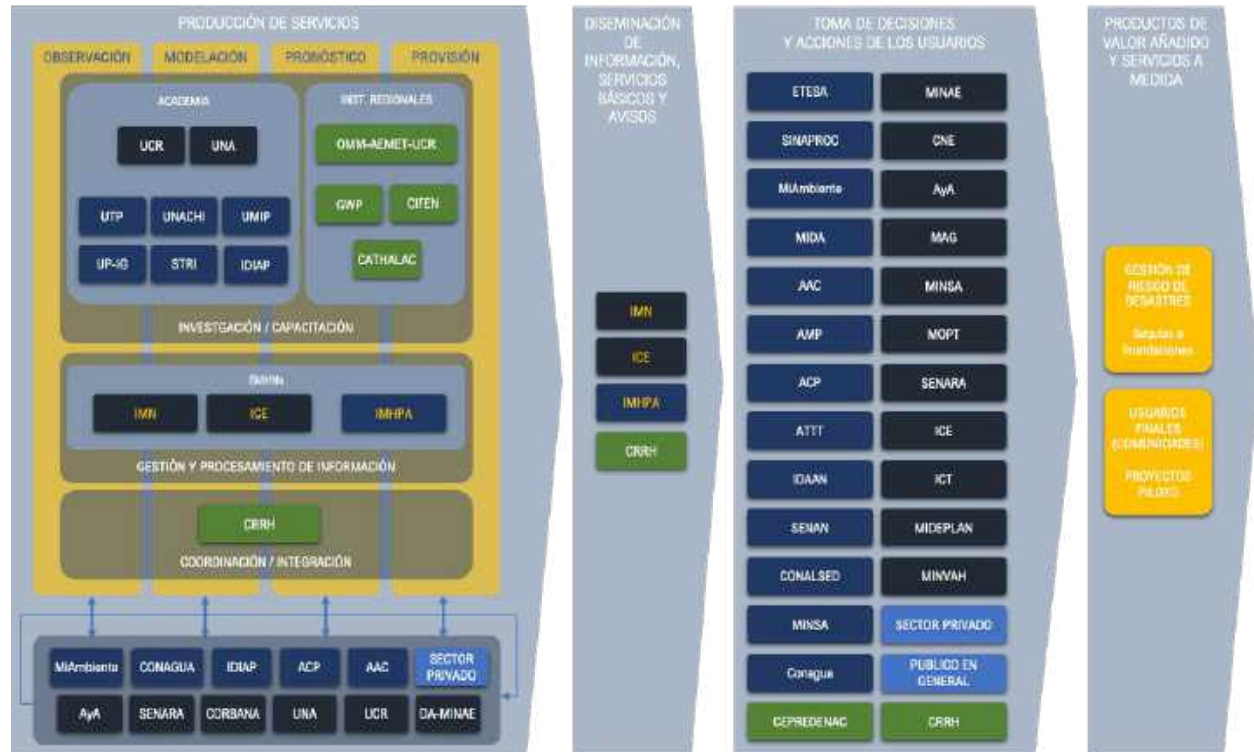 PRODUCCIÓN DE SERVICIOS
OBSERVACIÓN
MODELACIÓN
PRONÓSTICO
PROVISIÓN
ACADEMIA
UCR
UNA
UTP
UNACHI
UMIP
UP-IG
STRI
IDIAP
INST. REGIONALES
OMM-AEMET-UCR
GWP
CIFEN
CATHALAC
INVESTGACIÓN / CAPACITACIÓN
IMN
ICE
IMHPA
GESTIÓN Y PROCESAMIENTO DE INFORMACIÓN
CRRH
COORDINACIÓN / INTEGRACIÓN
MiAmbiente
CONAGUA
IDIAP
ACP
AAC
SECTOR
PRIVADO
AyA
SENARA
CORBANA
UNA
UCR
DA-MINAE
DISEMINACIÓN
DE
INFORMACIÓN,
SERVICIOS
BÁSICOS Y
AVISOS
IMN
ICE
IMHPA
CRRH
TOMA DE DECISIONES
Y ACCIONES DE LOS USUARIOS
ETESA
MINAE
SINAPROC
CNE
MiAmbiente
AyA
MIDA
MAG
AAC
MINSA
AMP
MOPT
ACP
SENARA
ATTT
ICE
IDAAN
ICT
SENAN
MIDEPLAN
CONALSED
MINVAH
MINSA
SECTOR PRIVADO
Conagua
PUBLICO EN
GENERAL
CEPREDENAC
CRRH
PRODUCTOS DE
VALOR AÑADIDO
Y SERVICIOS A
MEDIDA
GESTIÓN DE
RIESGO DE
DESASTRES
Sequías e
Inundaciones
USUARIOS
FINALES
(COMUNIDADES)
PROYECTOS
PILOTO